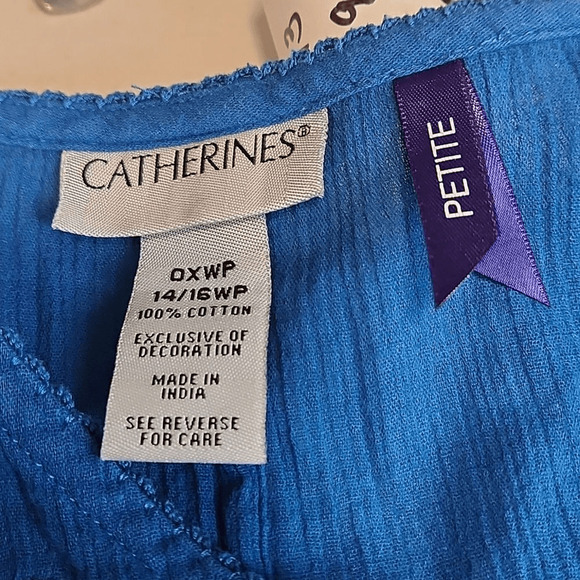 CATHERINES®
PETITE
0XWP
14/16WP
100% COTTON
EXCLUSIVE OF
DECORATION
MADE IN
INDIA
SEE REVERSE
FOR CARE